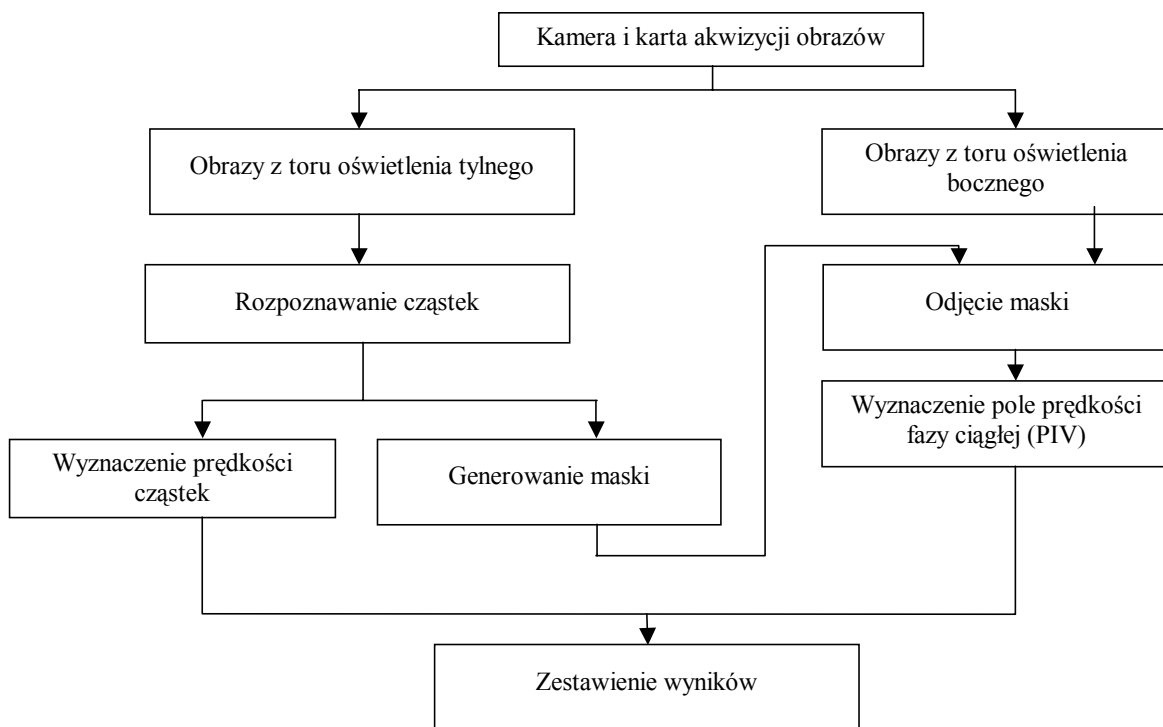 Kamera i karta akwizycji obrazów
Obrazy z toru oświetlenia tylnego
Obrazy z toru oświetlenia
bocznego
Rozpoznawanie cząstek
Odjęcie maski
Wyznaczenie pole prędkości
fazy ciągłej (PIV)
Wyznaczenie prędkości
cząstek
Generowanie maski
Zestawienie wyników